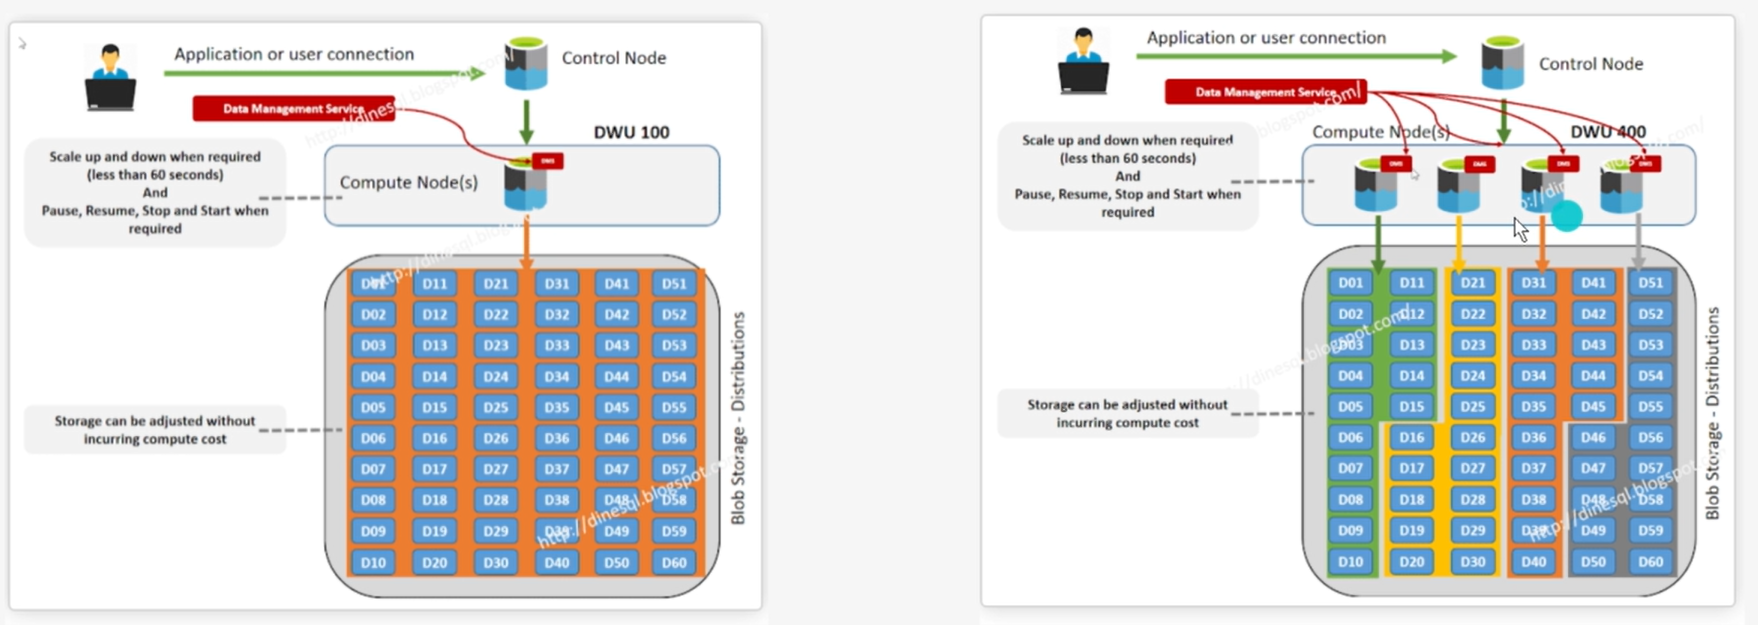 Application or user connection
Control Node
Data Management Service
DWU 100
Scale up and down when required
(less than 60 seconds)
And
Pause, Resume, Stop and Start when
required
Compute Node(s)
DMS
Storage can be adjusted without
incurring compute cost
D01 D11 D21 D31 D41 D51
D02 D12 D22 D32 D42 D52
D03 D13 D23 D33 D43 D53
D04 D14 D24 D34 D44 D54
D05 D15 D25 D35 D45 D55
D06 D16 D26 D36 D46 D56
D07 D17 D27 D37 D47 D57
D08 D18 D28 D38 D48 D58
D09 D19 D29 D39 D49 D59
D10 D20 D30 D40 D50 D60
Blob Storage - Distributions
http://dinesql.blogspot.com/
Application or user connection
Control Node
Data Management Service
Compute Node(s)
DWU 400
Scale up and down when required
(less than 60 seconds)
And
Pause, Resume, Stop and Start when
required
DMS DMS DMS DMS
Storage can be adjusted without
incurring compute cost
D01 D11 D21 D31 D41 D51
D02 D12 D22 D32 D42 D52
D03 D13 D23 D33 D43 D53
D04 D14 D24 D34 D44 D54
D05 D15 D25 D35 D45 D55
D06 D16 D26 D36 D46 D56
D07 D17 D27 D37 D47 D57
D08 D18 D28 D38 D48 D58
D09 D19 D29 D39 D49 D59
D10 D20 D30 D40 D50 D60
Blob Storage - Distributions
http://dinesql.blogspot.com/